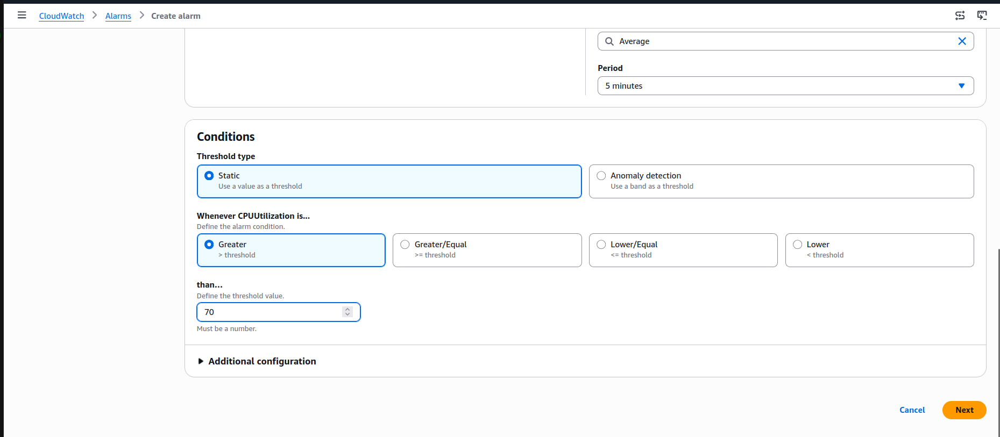 CloudWatch > Alarms > Create alarm
Average
Period
5 minutes
Conditions
Threshold type
Static
Use a value as a threshold
Anomaly detection
Use a band as a threshold
Whenever CPUUtilization is...
Define the alarm condition.
Greater
> threshold
Greater/Equal
>= threshold
Lower/Equal
<= threshold
Lower
< threshold
than...
Define the threshold value.
70
Must be a number.
Additional configuration
Cancel
Next